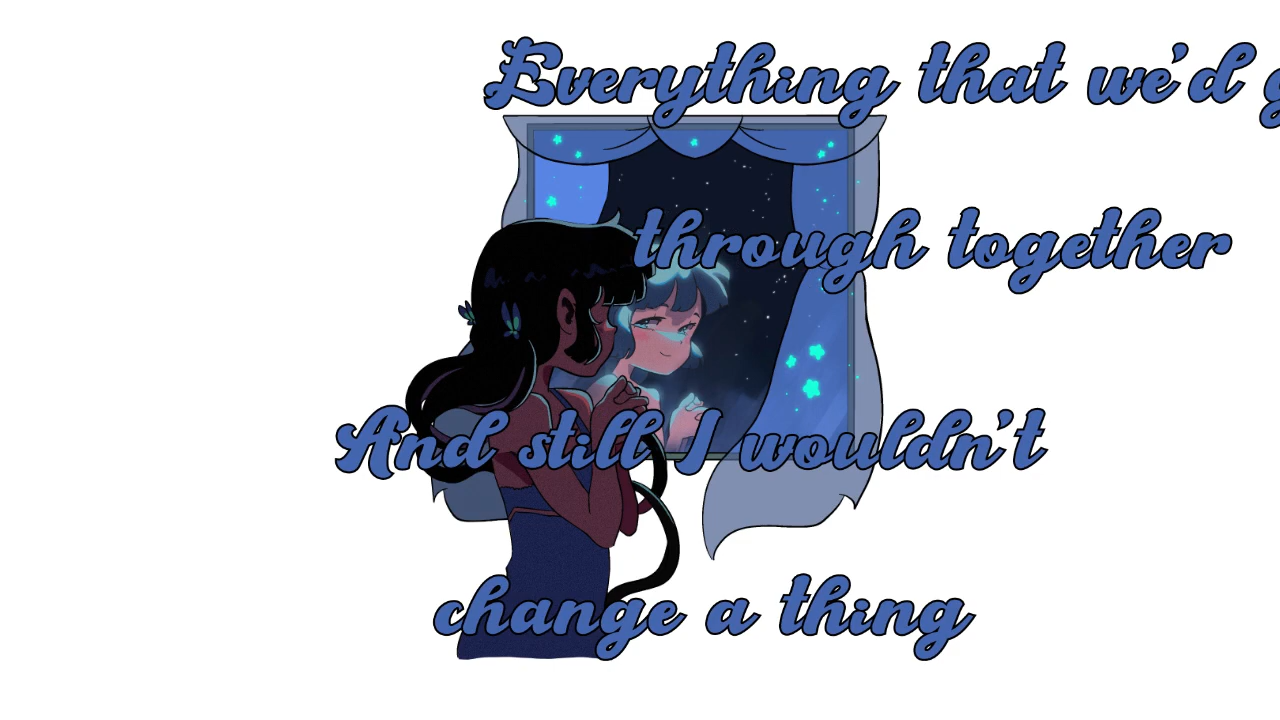 Everything that we'd g
through together
And still I wouldn't
change a thing